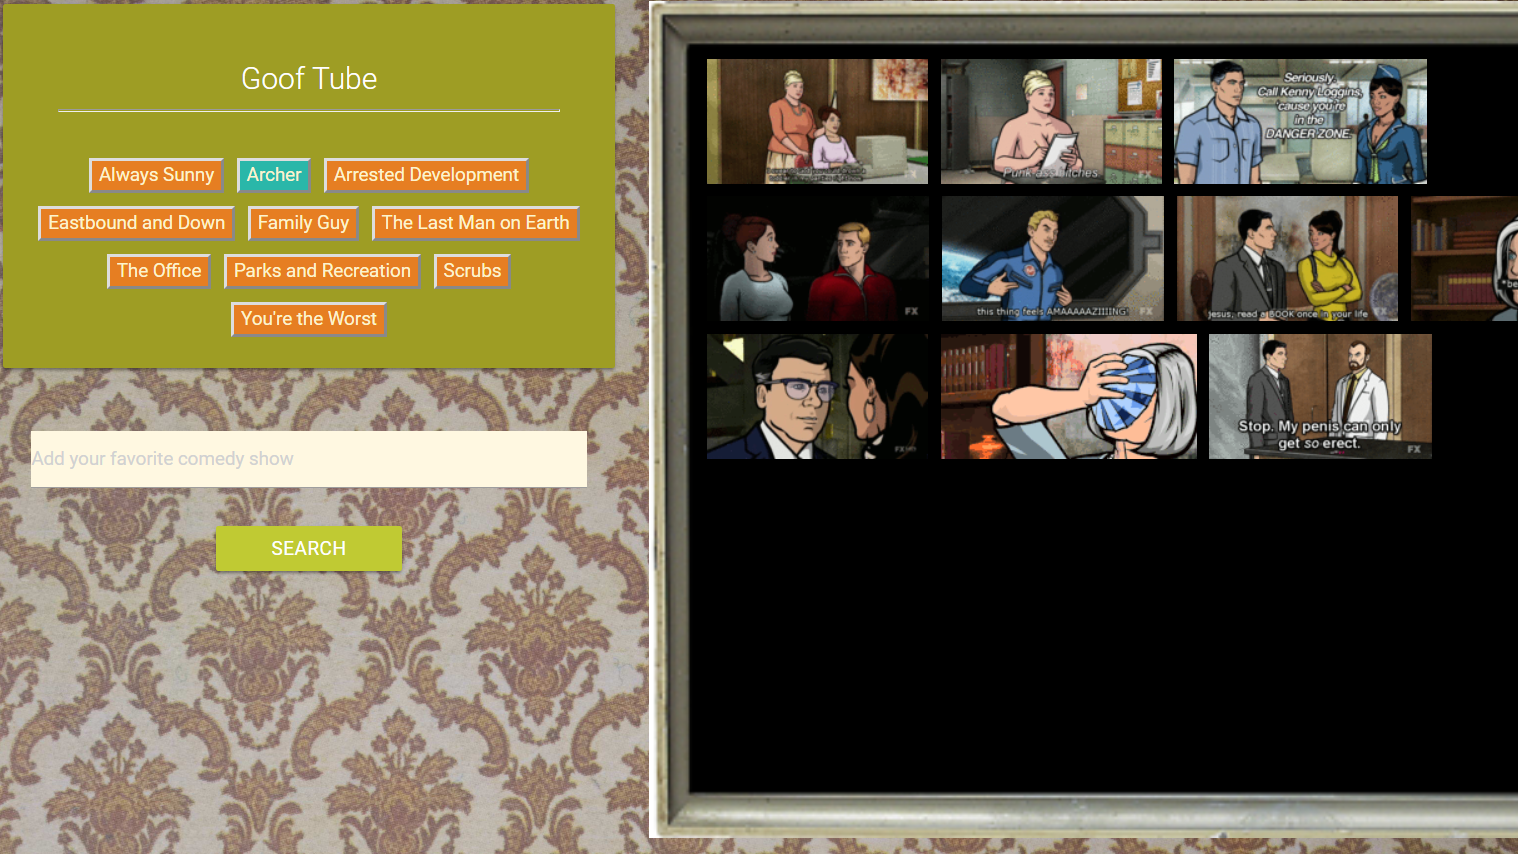 Goof Tube
Always Sunny
Archer
Arrested Development
Eastbound and Down
Family Guy
The Last Man on Earth
The Office
Parks and Recreation
Scrubs
You're the Worst
Add your favorite comedy show
SEARCH
Punk ass bitches
FX
Seriously.
Call Kenny Loggins,
'cause you're
in the
DANGER ZONE.
FX
this thing feels AMAAAAAZIIIING!
FX
jesus, read a BOOK once in your life
FX
*be
FX
Stop. My penis can only
get so erect.
FX